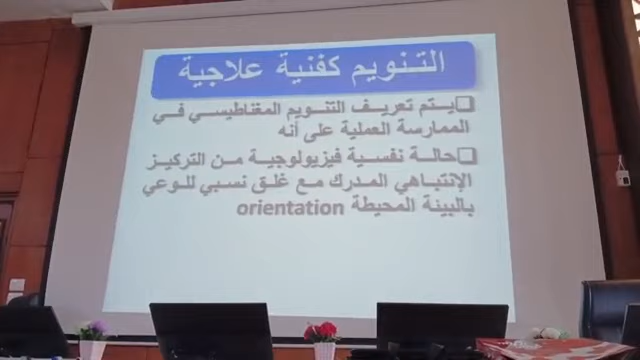 التنويم كفنية علاجية
يتم تعريف التنويم المغناطيسي في
الممارسة العملية على أنه
حالة نفسية فيزيولوجية من التركيز
الإنتباهي المدرك مع غلق نسبي للوعي
بالبيئة المحيطة orientation